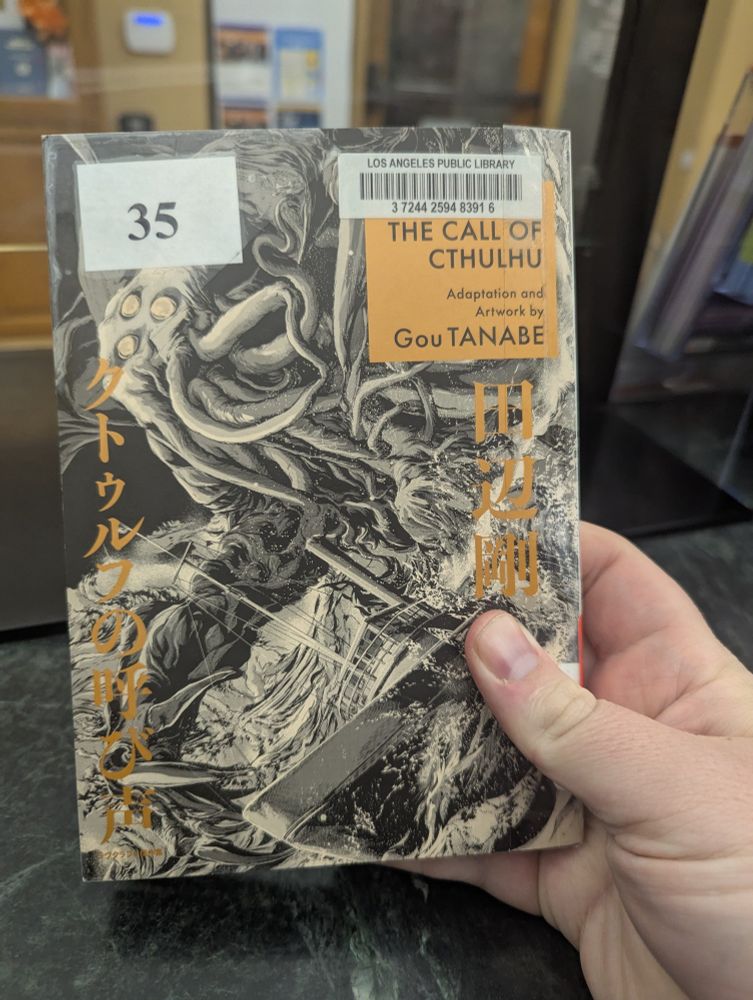 35
LOS ANGELES PUBLIC LIBRARY
3 7244 2594 8391 6
THE CALL OF
CTHULHU
Adaptation and
Artwork by
Gou TANABE
田辺剛
クトゥルフの呼び声